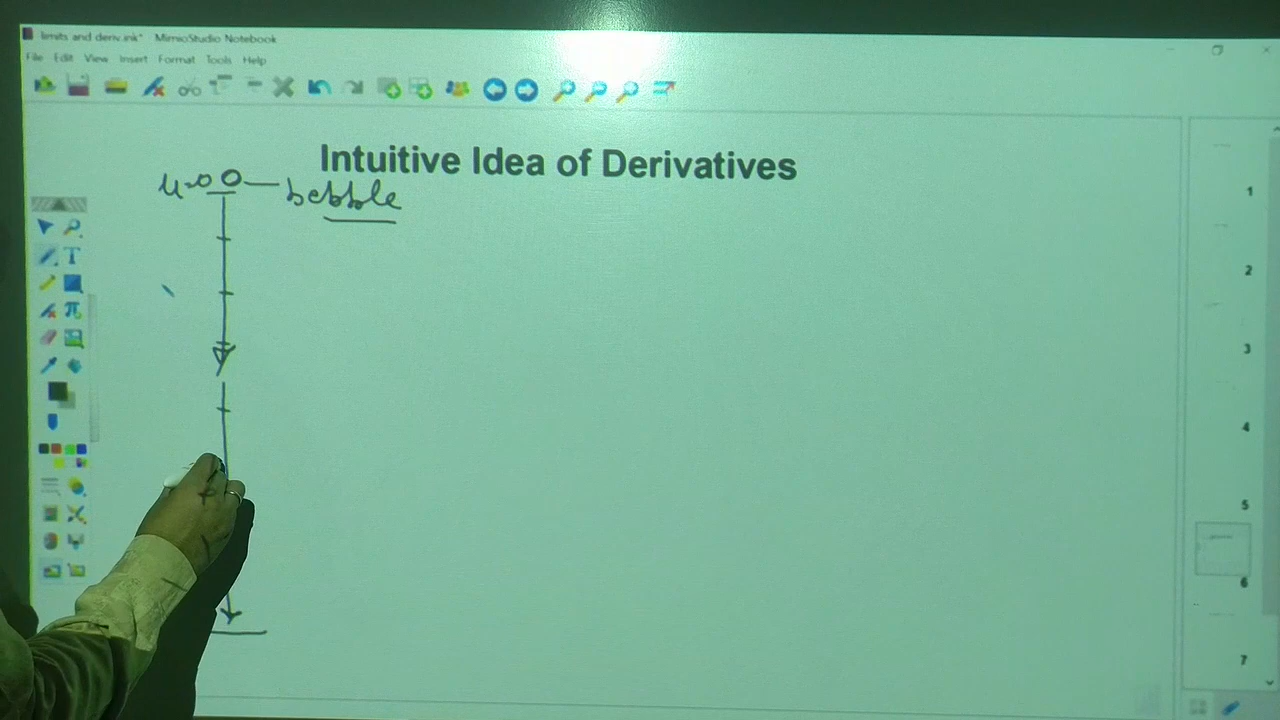 limits and deriv.ink* MimioStudio Notebook
File Edit View Insert Format Tools Help
Intuitive Idea of Derivatives
u=0
bebble
T
π
1
2
3
4
5
6
7